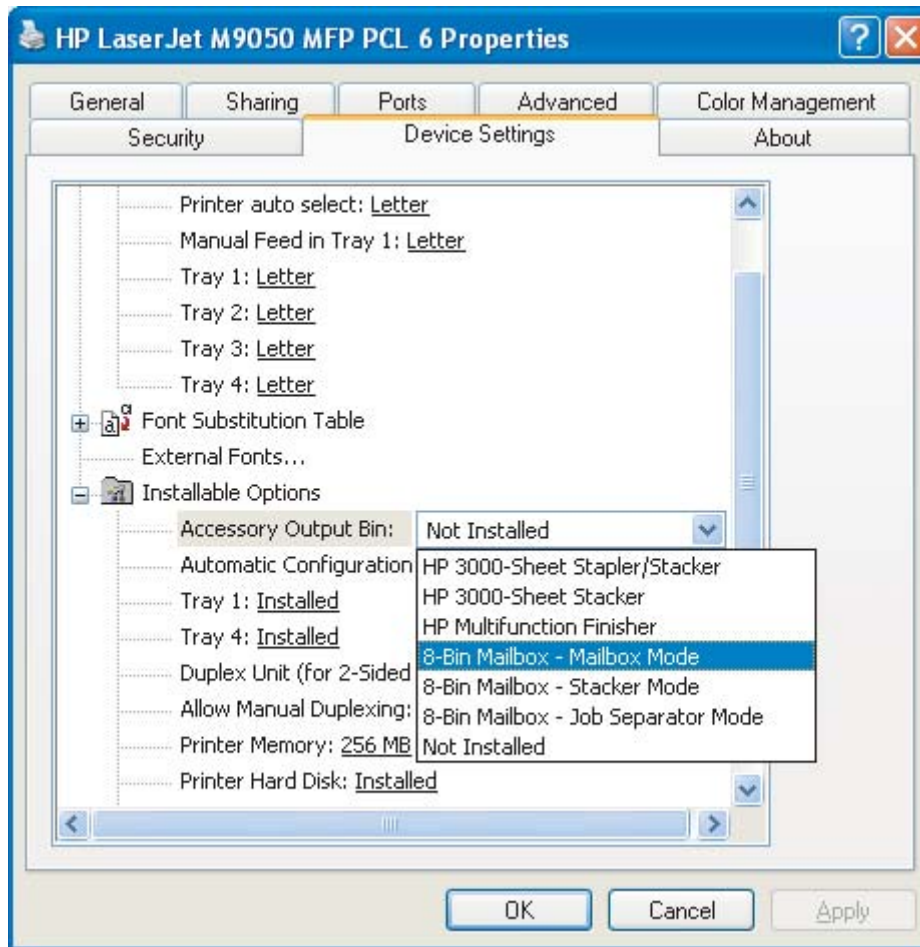 HP LaserJet M9050 MFP PCL 6 Properties
General Sharing Ports Advanced Color Management
Security Device Settings About
Printer auto select: Letter
Manual Feed in Tray 1: Letter
Tray 1: Letter
Tray 2: Letter
Tray 3: Letter
Tray 4: Letter
Font Substitution Table
External Fonts...
Installable Options
Accessory Output Bin: Not Installed
Automatic Configuration
Tray 1: Installed
Tray 4: Installed
Duplex Unit (for 2-Sided
Allow Manual Duplexing:
Printer Memory: 256 MB
Printer Hard Disk: Installed
HP 3000-Sheet Stapler/Stacker
HP 3000-Sheet Stacker
HP Multifunction Finisher
8-Bin Mailbox - Mailbox Mode
8-Bin Mailbox - Stacker Mode
8-Bin Mailbox - Job Separator Mode
Not Installed
OK Cancel Apply